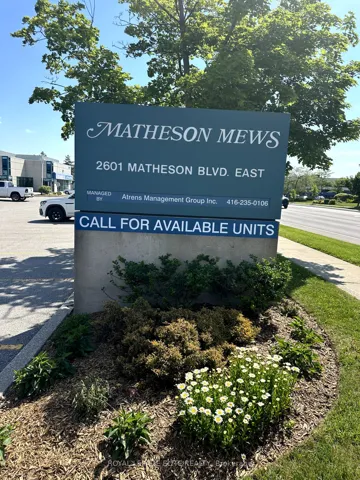 MATHESON MEWS
2601 MATHESON BLVD. EAST
MANAGED BY Atrens Management Group Inc. 416-235-0106
CALL FOR AVAILABLE UNITS